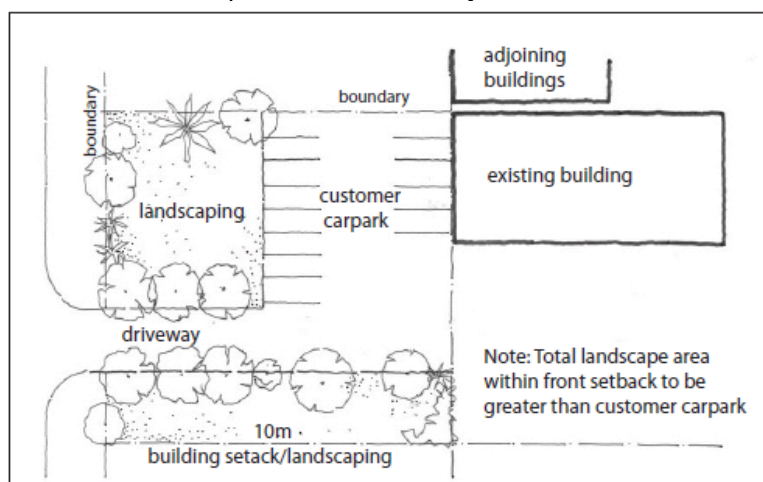 adjoining
buildings
boundary
boundary
existing building
landscaping
customer
carpark
driveway
Note: Total landscape area
within front setback to be
greater than customer carpark
10m
building setack/landscaping